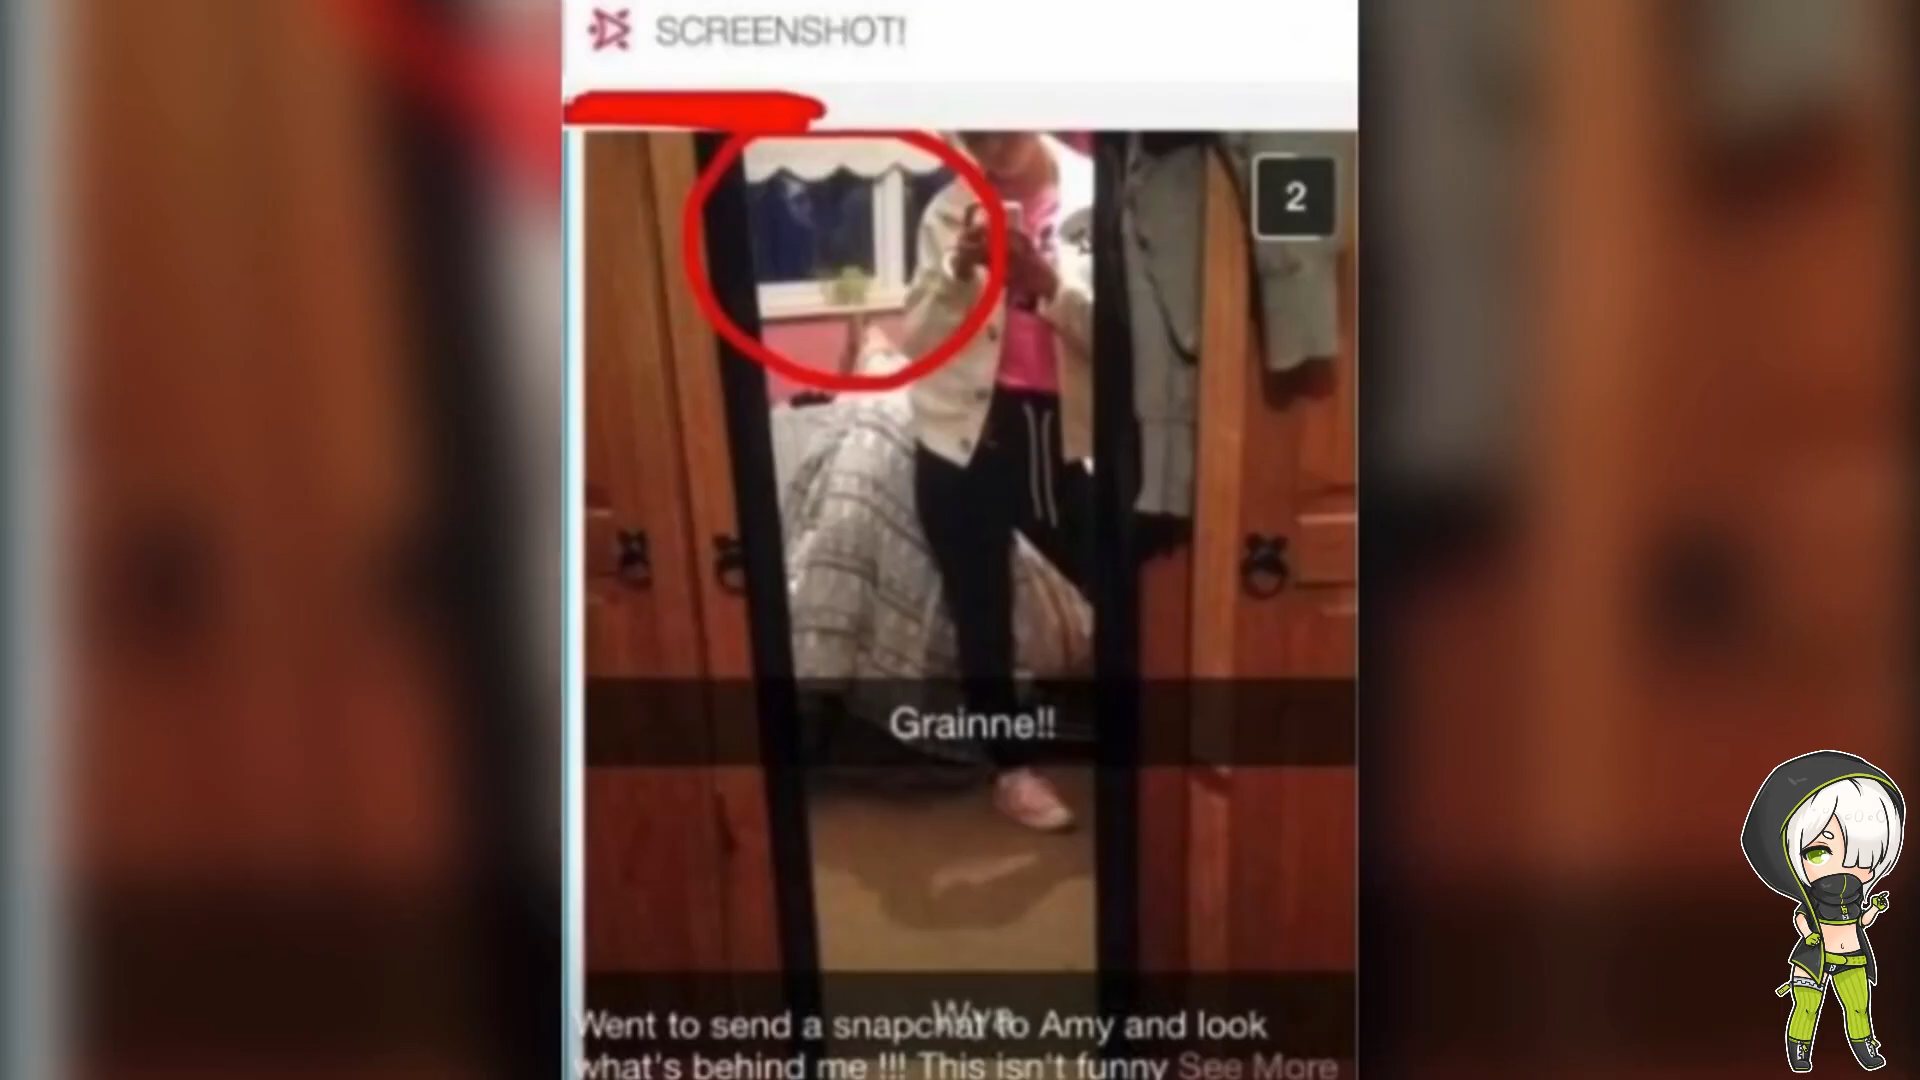 SCREENSHOT!
2
Grainne!!
Went to send a snapchat to Amy and look
what's behind me !!! This isn't funny See More